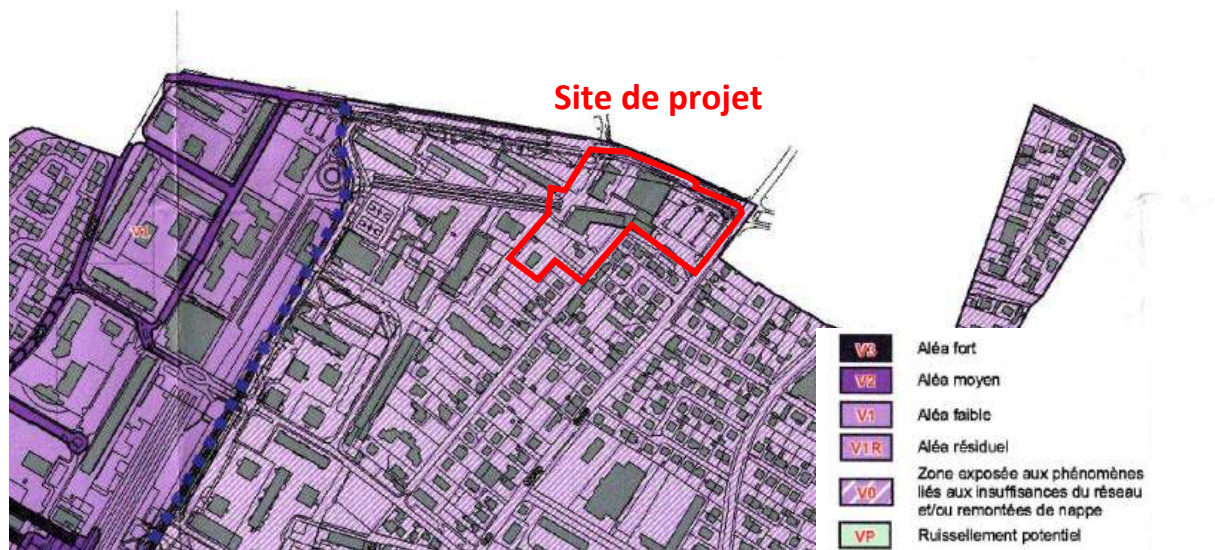 Site de projet
V1
V3 Aléa fort
V2 Aléa moyen
V1 Aléa faible
V1R Aléa résiduel
Zone exposée aux phénomènes
V0 liés aux insuffisances du réseau
et/ou remontées de nappe
VP Ruissellement potentiel